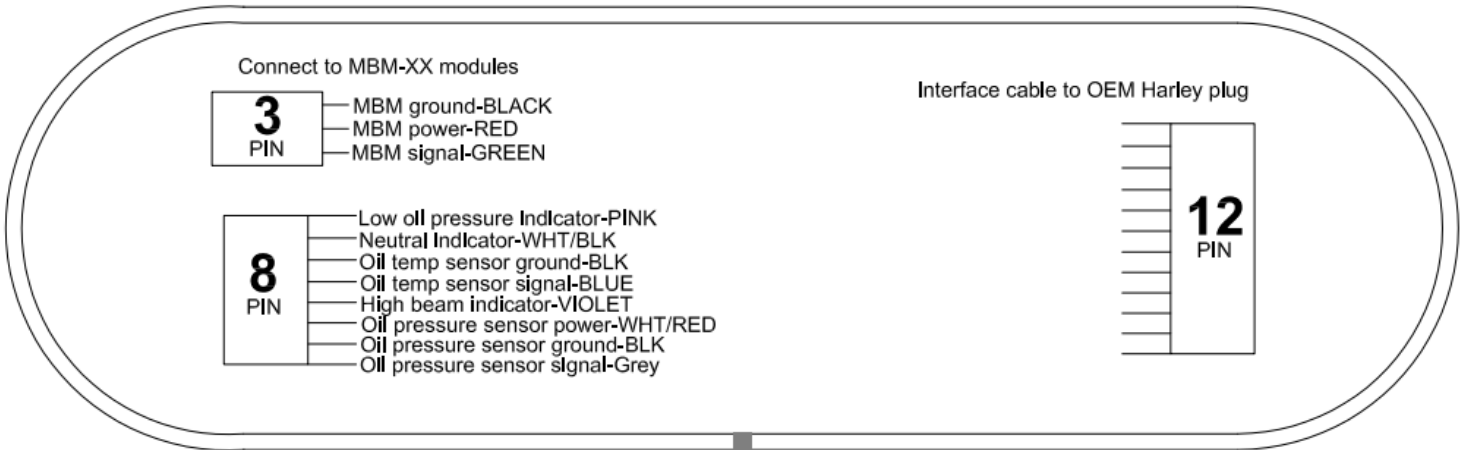 Connect to MBM-XX modules
3
PIN
MBM ground-BLACK
MBM power-RED
MBM signal-GREEN
8
PIN
Low oil pressure Indicator-PINK
Neutral Indicator-WHT/BLK
Oil temp sensor ground-BLK
Oil temp sensor signal-BLUE
High beam indicator-VIOLET
Oil pressure sensor power-WHT/RED
Oil pressure sensor ground-BLK
Oil pressure sensor signal-Grey
Interface cable to OEM Harley plug
12
PIN